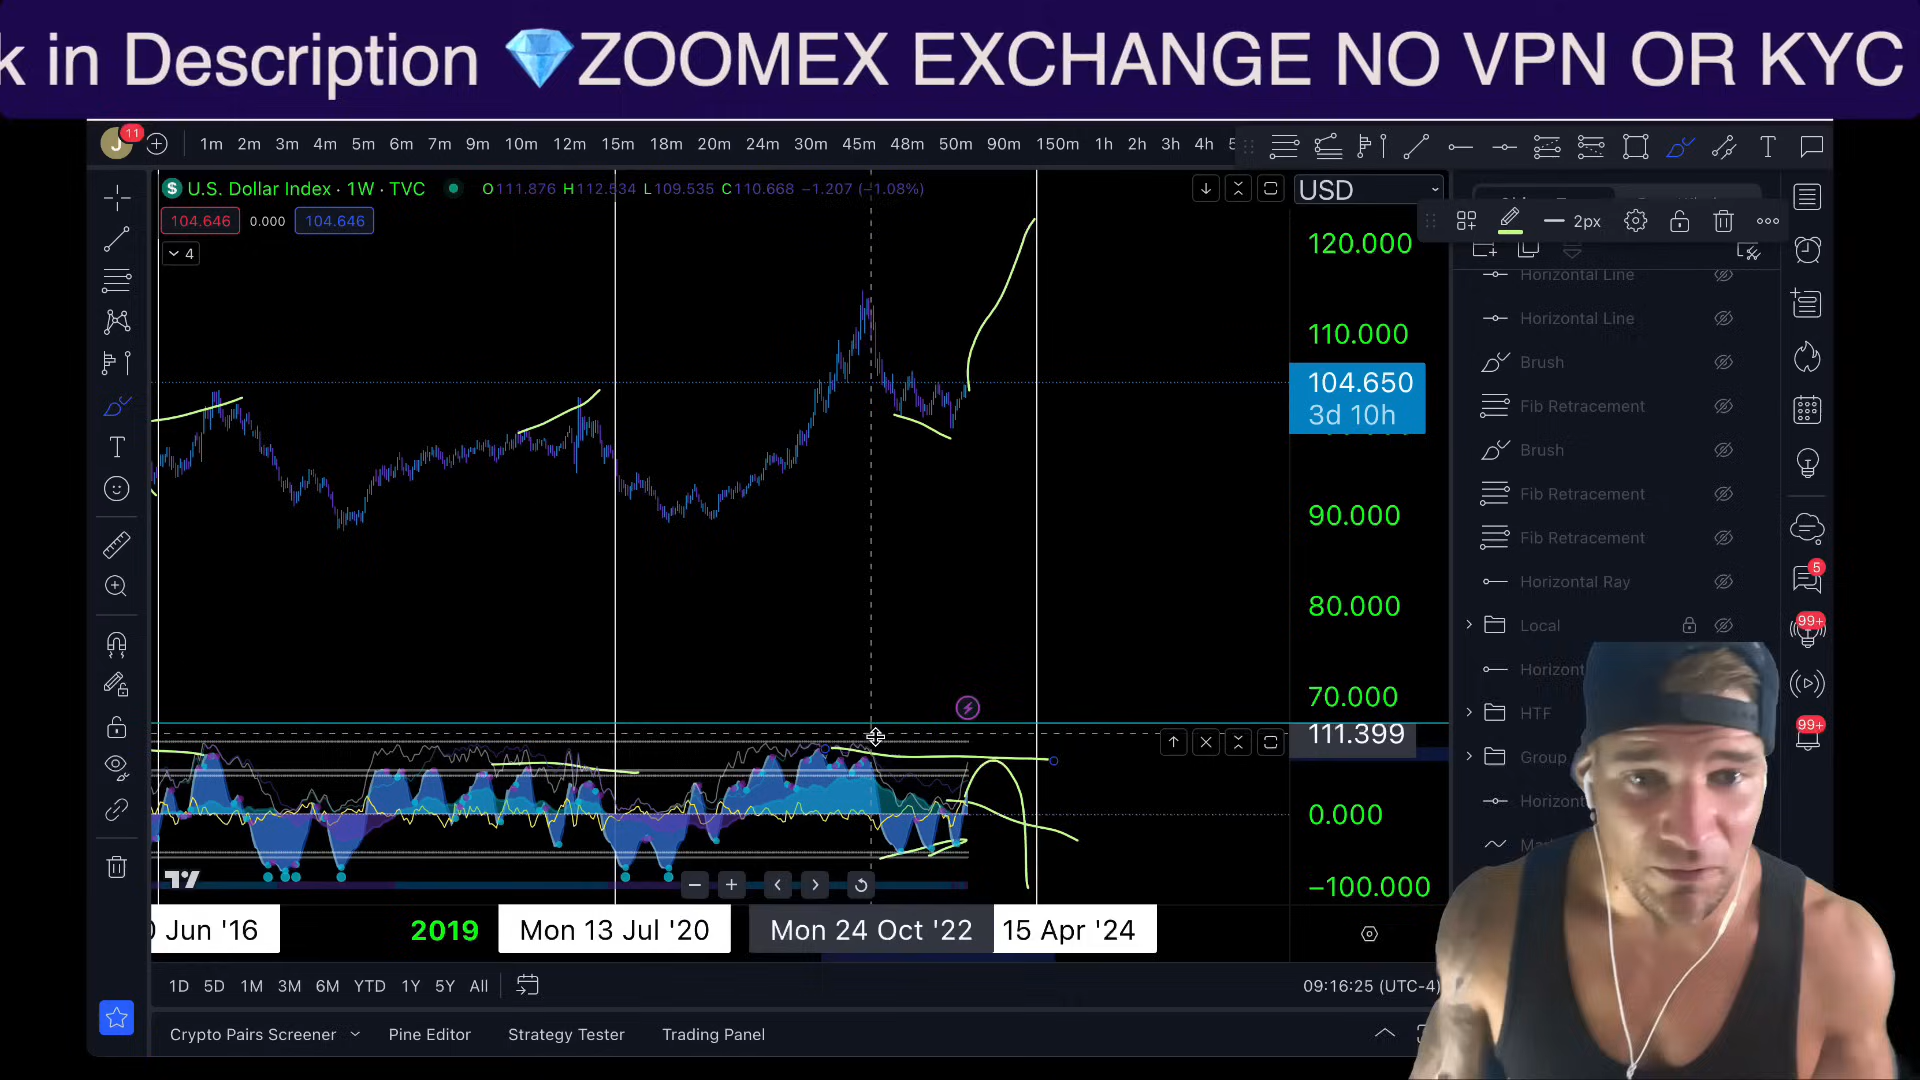 k in Description 💎ZOOMEX EXCHANGE NO VPN OR KYC
J 11 1m 2m 3m 4m 5m 6m 7m 9m 10m 12m 15m 18m 20m 24m 30m 45m 48m 50m 90m 150m 1h 2h 3h 4h
U.S. Dollar Index · 1W · TVC O111.876 H112.534 L109.535 C110.668 −1.207 (−1.08%)
USD
104.646 0.000 104.646
2px
4
120.000
110.000
104.650
3d 10h
90.000
80.000
70.000
111.399
0.000
−100.000
Horizontal Line
Horizontal Line
Brush
Fib Retracement
Brush
Fib Retracement
Fib Retracement
Horizontal Ray
Local
HTF
Group
5
99+
99+
Jun '16
2019
Mon 13 Jul '20
Mon 24 Oct '22
15 Apr '24
1D 5D 1M 3M 6M YTD 1Y 5Y All
09:16:25 (UTC-4)
Crypto Pairs Screener Pine Editor Strategy Tester Trading Panel